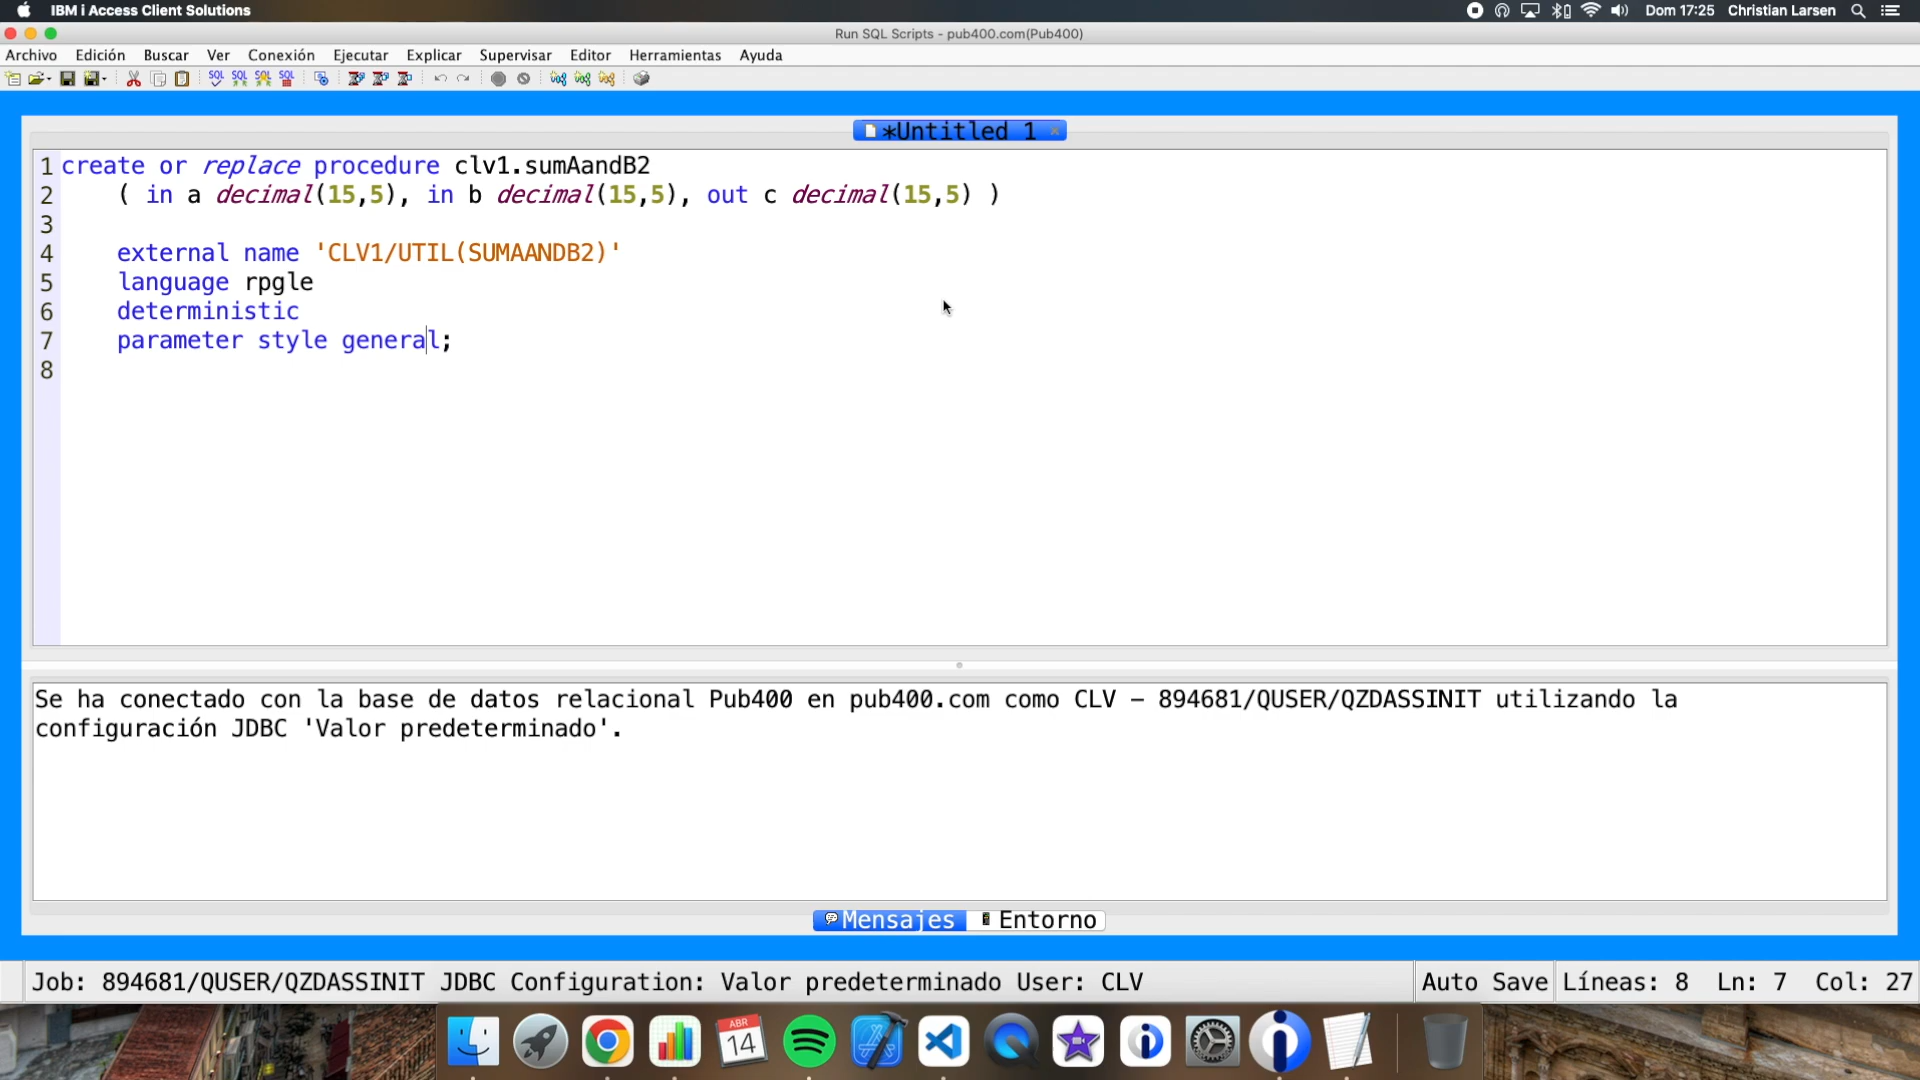 IBM i Access Client Solutions
Dom 17:25 Christian Larsen
Run SQL Scripts - pub400.com(Pub400)
Archivo Edición Buscar Ver Conexión Ejecutar Explicar Supervisar Editor Herramientas Ayuda
SQL SQL SQL SQL
*Untitled 1
1 create or replace procedure clv1.sumAandB2
2 ( in a decimal(15,5), in b decimal(15,5), out c decimal(15,5) )
3
4 external name 'CLV1/UTIL(SUMAANDB2)'
5 language rpgle
6 deterministic
7 parameter style general;
8
Se ha conectado con la base de datos relacional Pub400 en pub400.com como CLV – 894681/QUSER/QZDASSINIT utilizando la
configuración JDBC 'Valor predeterminado'.
Mensajes Entorno
Job: 894681/QUSER/QZDASSINIT JDBC Configuration: Valor predeterminado User: CLV
Auto Save Líneas: 8 Ln: 7 Col: 27
ABR
14